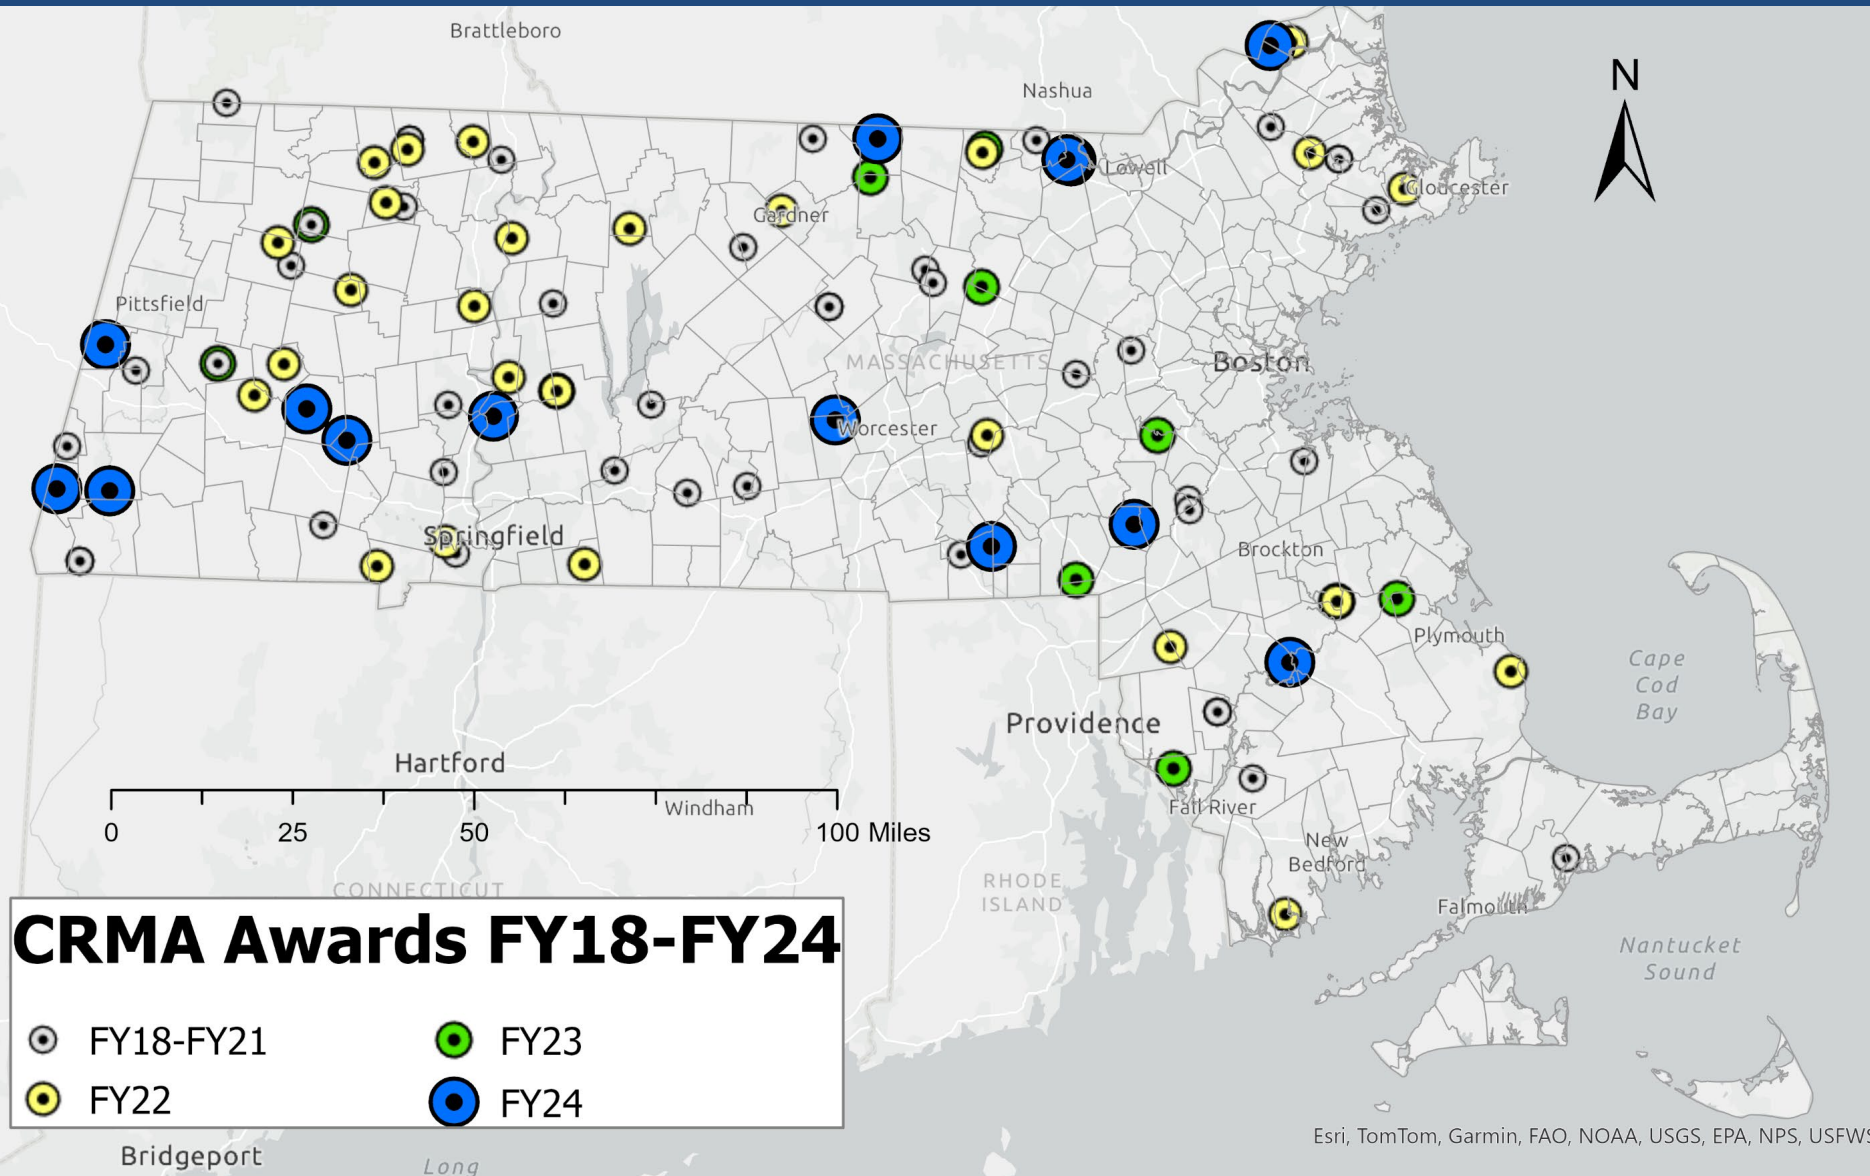 Brattleboro
Nashua
N
Lowell
Gloucester
Gardner
Pittsfield
MASSACHUSETTS
Boston
Worcester
Springfield
Brockton
Plymouth
Cape
Cod
Bay
Providence
Hartford
Windham
Fall River
0 25 50 100 Miles
New
Bedford
CONNECTICUT
RHODE
ISLAND
Falmouth
Nantucket
Sound
CRMA Awards FY18-FY24
FY18-FY21
FY23
FY22
FY24
Esri, TomTom, Garmin, FAO, NOAA, USGS, EPA, NPS, USFWS
Bridgeport
Long